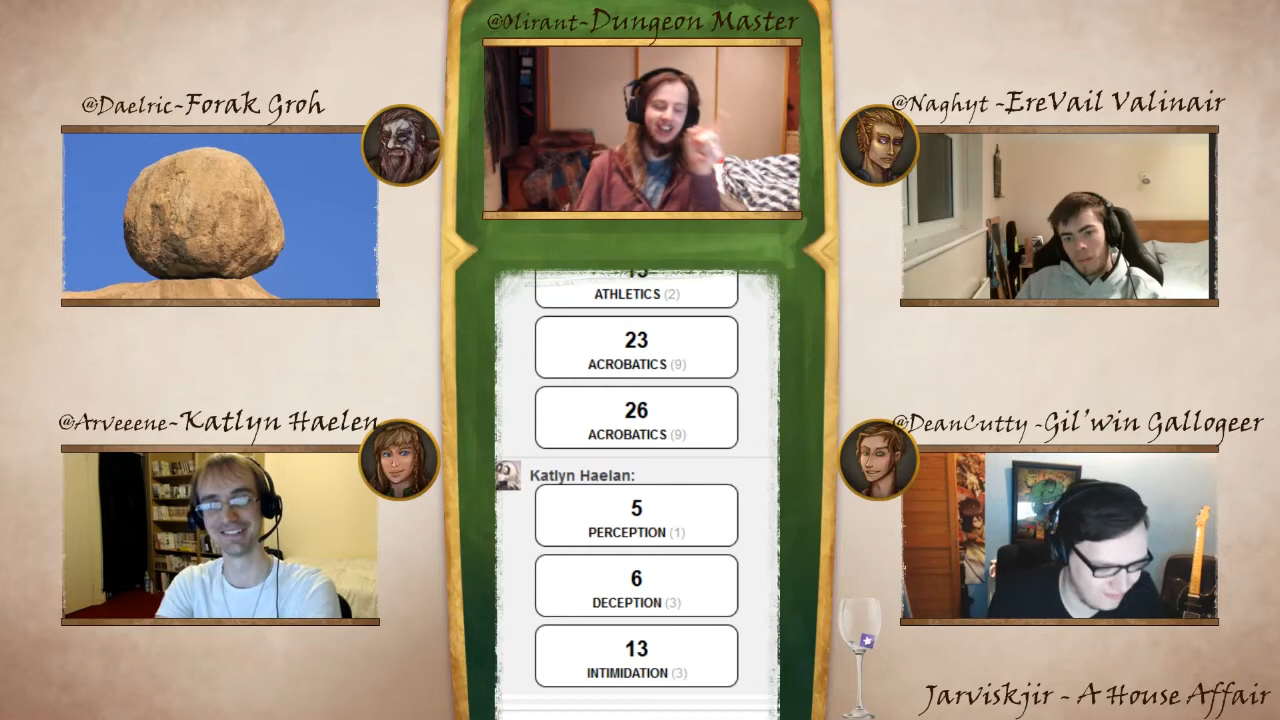 @Olirant-Dungeon Master
@Daelric-Forak Groh
@Naghyt -EreVail Valinair
ATHLETICS (2)
23
ACROBATICS (9)
26
ACROBATICS (9)
@Arveeene-Katlyn Haelen
@DeanCutty -Gil'win Gallogeer
Katlyn Haelan:
5
PERCEPTION (1)
6
DECEPTION (3)
13
INTIMIDATION (3)
Jarviskjir - A House Affair